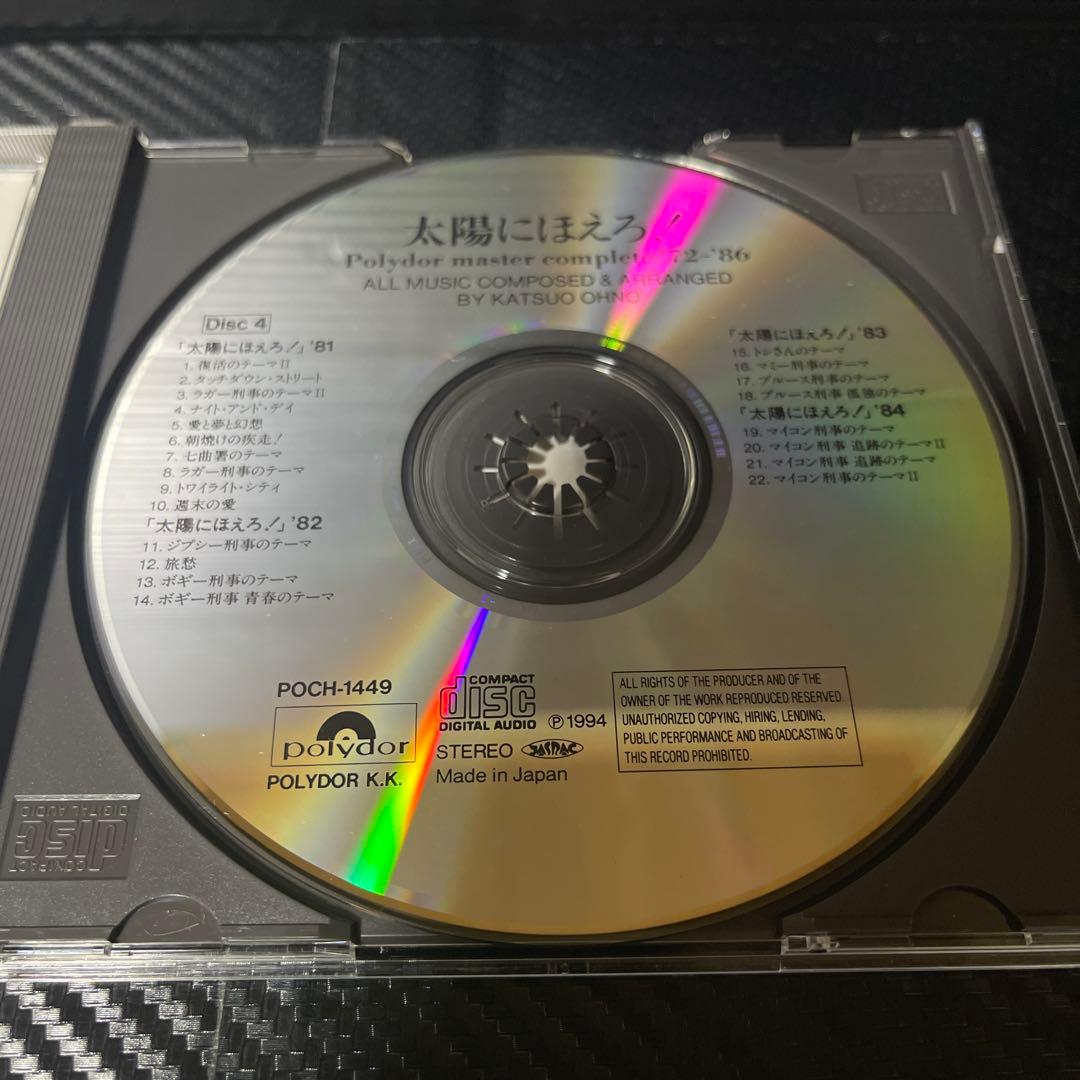 太陽にほえろ!
Polydor master complete '72-'86
ALL MUSIC COMPOSED & ARRANGED
BY KATSUO OHNO
Disc 4
「太陽にほえろ!」'81
1. 復活のテーマII
2. タッチダウン・ストリート
3. ラガー刑事のテーマII
4. ナイト・アンド・デイ
5. 愛と夢と幻想
6. 朝焼けの疾走!
7. 七曲署のテーマ
8. ラガー刑事のテーマ
9. トワイライト・シティ
10. 週末の愛
「太陽にほえろ!」'82
11. ジプシー刑事のテーマ
12. 旅愁
13. ボギー刑事のテーマ
14. ボギー刑事 青春のテーマ
「太陽にほえろ!」'83
15. トシさんのテーマ
16. マミー刑事のテーマ
17. ブルース刑事のテーマ
18. ブルース刑事 孤独のテーマ
「太陽にほえろ!」'84
19. マイコン刑事のテーマ
20. マイコン刑事 追跡のテーマII
21. マイコン刑事 追跡のテーマ
22. マイコン刑事のテーマII
POCH-1449
polydor
POLYDOR K.K.
COMPACT
disc
DIGITAL AUDIO
℗1994
STEREO JASRAC
Made in Japan
ALL RIGHTS OF THE PRODUCER AND OF THE
OWNER OF THE WORK REPRODUCED RESERVED.
UNAUTHORIZED COPYING, HIRING, LENDING,
PUBLIC PERFORMANCE AND BROADCASTING OF
THIS RECORD PROHIBITED.
COMPACT
disc
DIGITAL AUDIO